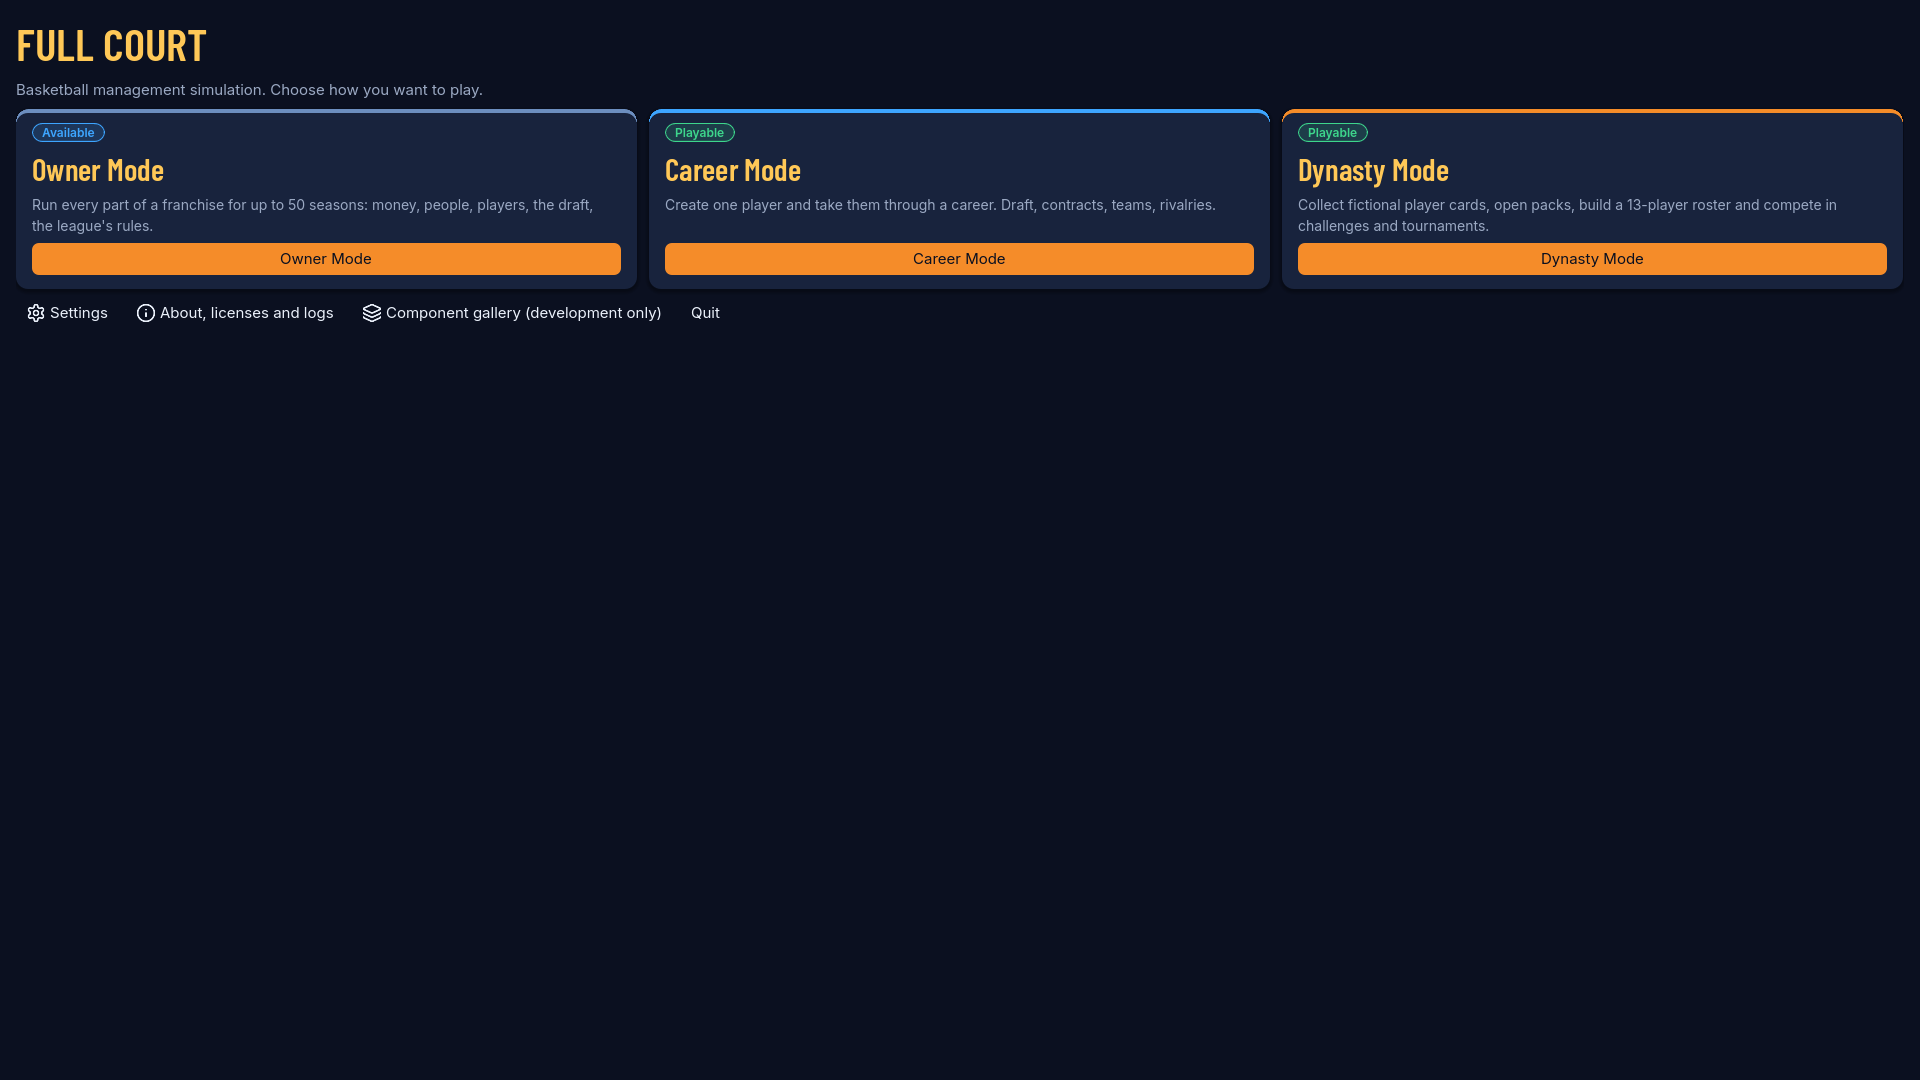 FULL COURT
Basketball management simulation. Choose how you want to play.
Available
Owner Mode
Run every part of a franchise for up to 50 seasons: money, people, players, the draft,
the league's rules.
Owner Mode
Playable
Career Mode
Create one player and take them through a career. Draft, contracts, teams, rivalries.
Career Mode
Playable
Dynasty Mode
Collect fictional player cards, open packs, build a 13-player roster and compete in
challenges and tournaments.
Dynasty Mode
Settings
About, licenses and logs
Component gallery (development only)
Quit